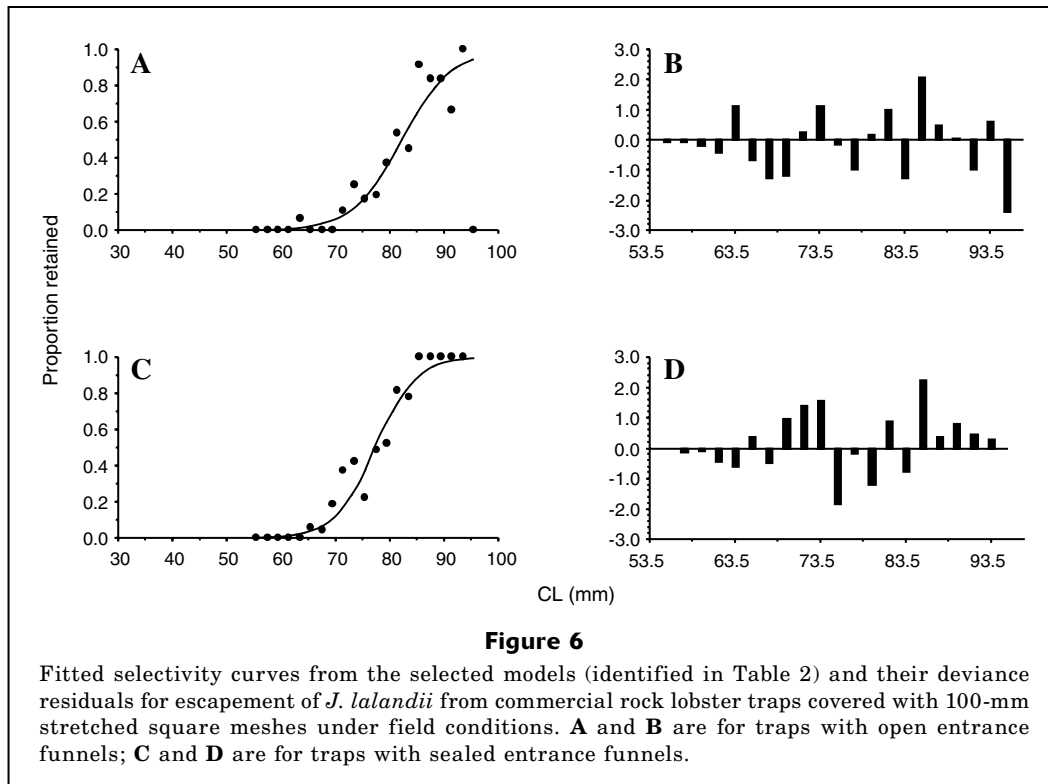 A
B
1.0
0.8
0.6
0.4
0.2
0.0
30 40 50 60 70 80 90 100
3.0
2.0
1.0
0.0
-1.0
-2.0
-3.0
53.5 63.5 73.5 83.5 93.5
Proportion retained
C
D
1.0
0.8
0.6
0.4
0.2
0.0
30 40 50 60 70 80 90 100
3.0
2.0
1.0
0.0
-1.0
-2.0
-3.0
53.5 63.5 73.5 83.5 93.5
CL (mm)
Figure 6
Fitted selectivity curves from the selected models (identified in Table 2) and their deviance
residuals for escapement of J. lalandii from commercial rock lobster traps covered with 100-mm
stretched square meshes under field conditions. A and B are for traps with open entrance
funnels; C and D are for traps with sealed entrance funnels.